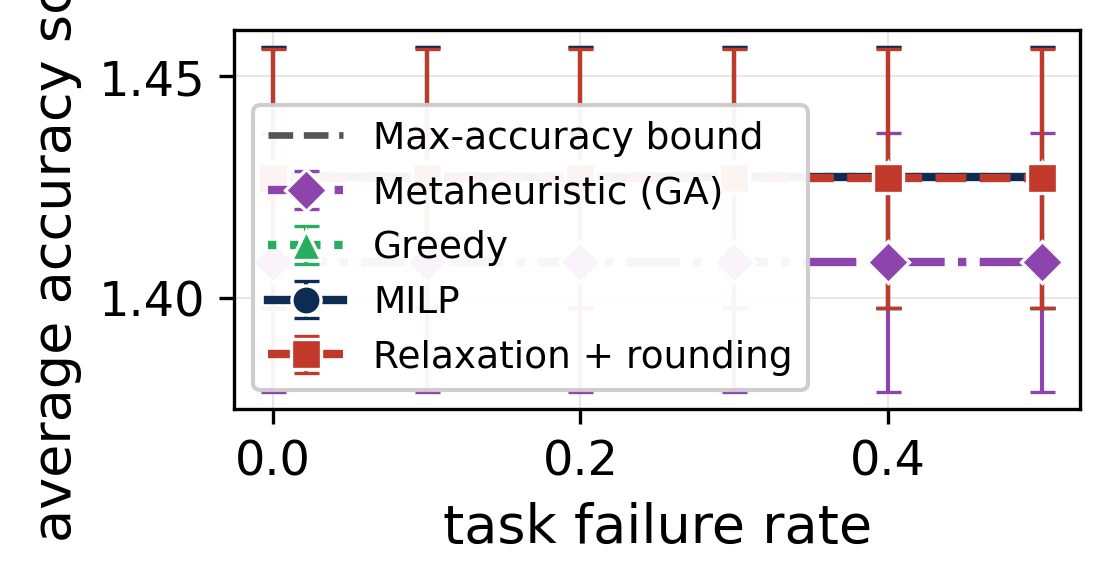 average accuracy
1.45
1.40
Max-accuracy bound
Metaheuristic (GA)
Greedy
MILP
Relaxation + rounding
0.0 0.2 0.4
task failure rate